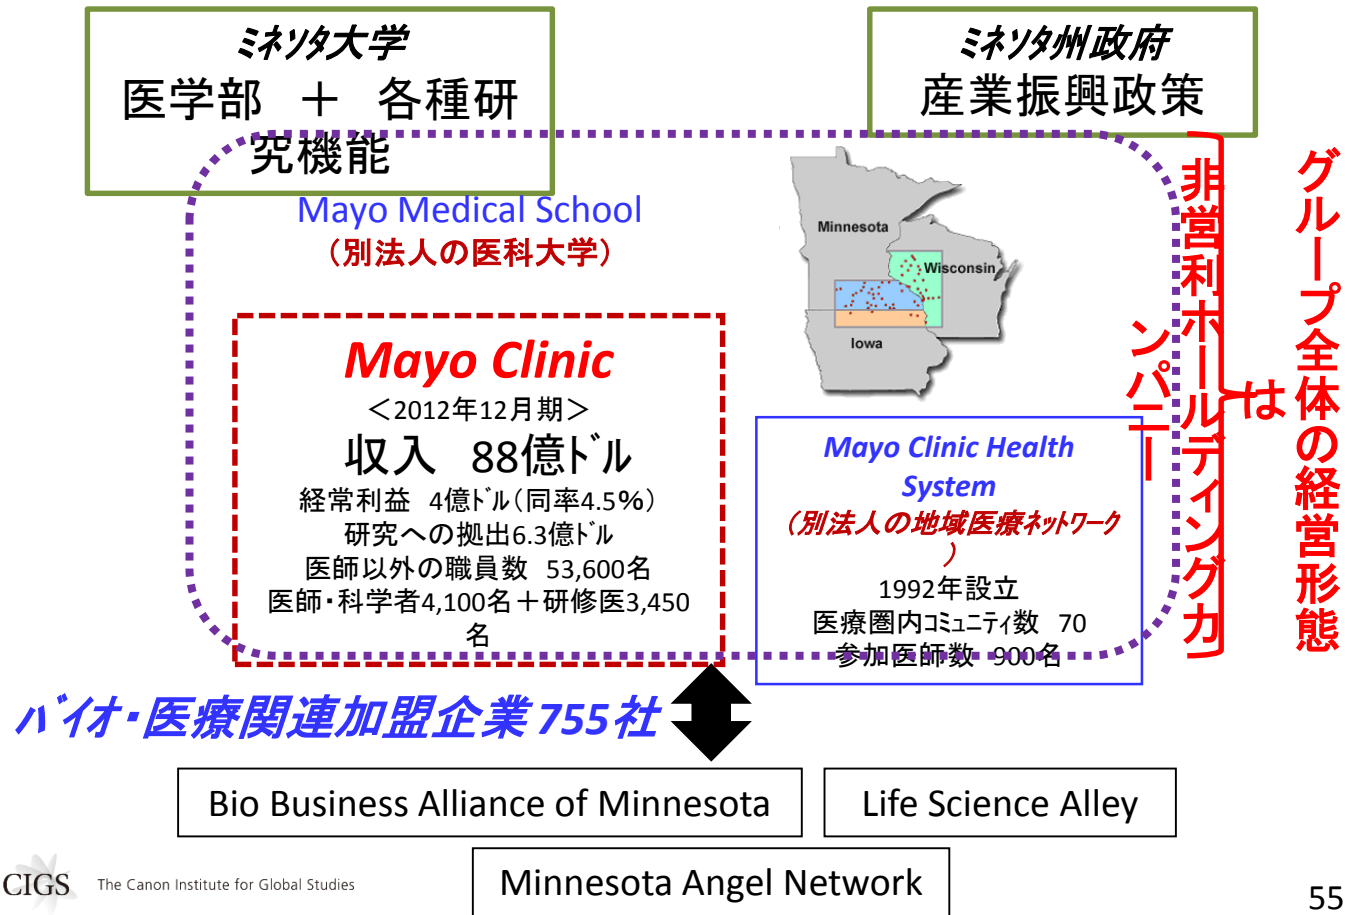 ﾐﾈｿﾀ大学
医学部　＋　各種研
究機能
ﾐﾈｿﾀ州政府
産業振興政策
Mayo Medical School
（別法人の医科大学）
Minnesota
Wisconsin
Iowa
Mayo Clinic
＜2012年12月期＞
収入　88億ﾄﾞﾙ
経常利益　4億ﾄﾞﾙ（同率4.5％）
研究への拠出6.3億ﾄﾞﾙ
医師以外の職員数　53,600名
医師・科学者4,100名＋研修医3,450
名
Mayo Clinic Health
System
（別法人の地域医療ﾈｯﾄﾜｰｸ
）
1992年設立
医療圏内ｺﾐｭﾆﾃｨ数　70
参加医師数　900名
グループ全体の経営形態
は
非営利ホールディングカ
ンパニー
ﾊﾞｲｵ・医療関連加盟企業755社
Bio Business Alliance of Minnesota
Life Science Alley
Minnesota Angel Network
CIGS The Canon Institute for Global Studies
55